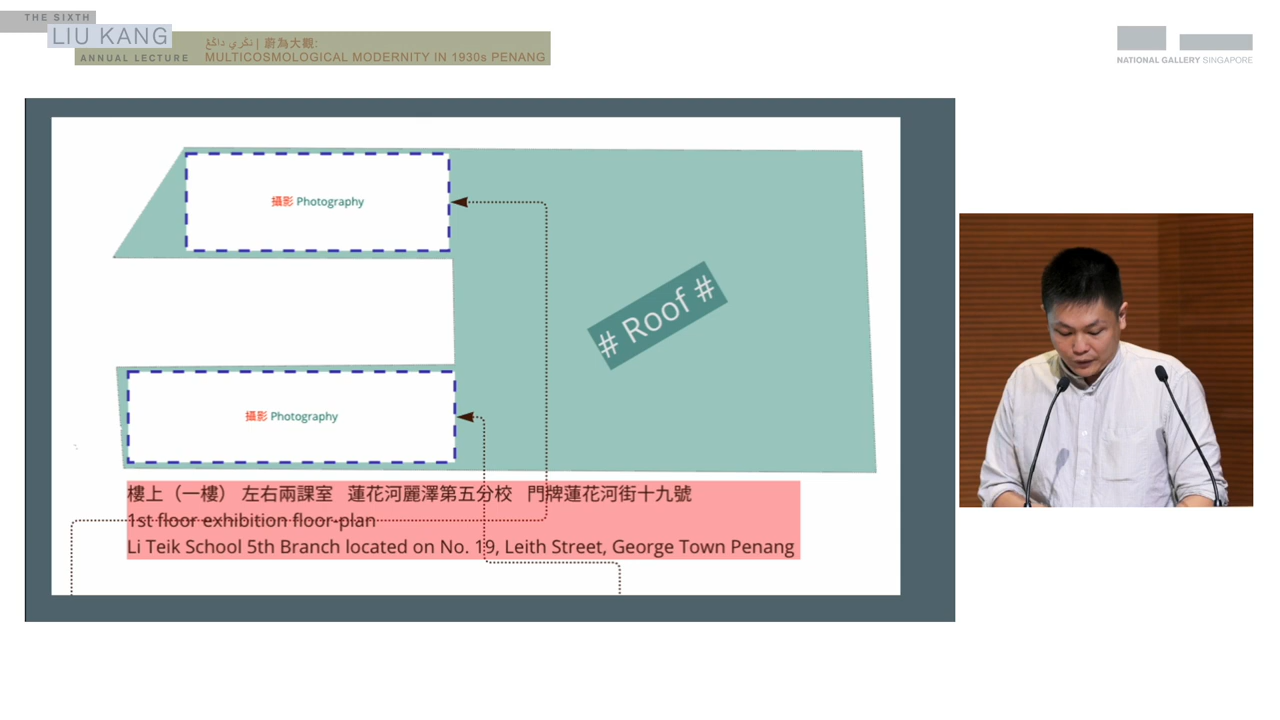 THE SIXTH
LIU KANG
ANNUAL LECTURE
نڬري داڬڠ | 蔚為大觀:
MULTICOSMOLOGICAL MODERNITY IN 1930s PENANG
NATIONAL GALLERY SINGAPORE
攝影 Photography
# Roof #
攝影 Photography
樓上（一樓） 左右兩課室 蓮花河麗澤第五分校 門牌蓮花河街十九號
1st floor exhibition floor-plan
Li Teik School 5th Branch located on No. 19, Leith Street, George Town Penang